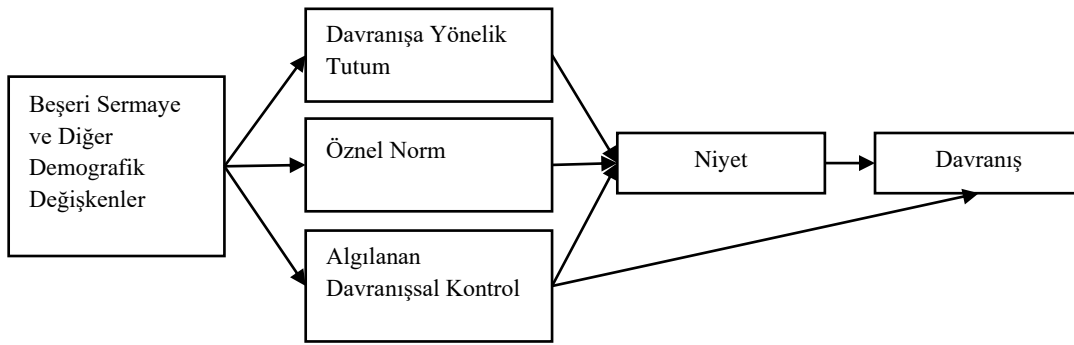 Beşeri Sermaye
ve Diğer
Demografik
Değişkenler
Davranışa Yönelik
Tutum
Öznel Norm
Algılanan
Davranışsal Kontrol
Niyet
Davranış